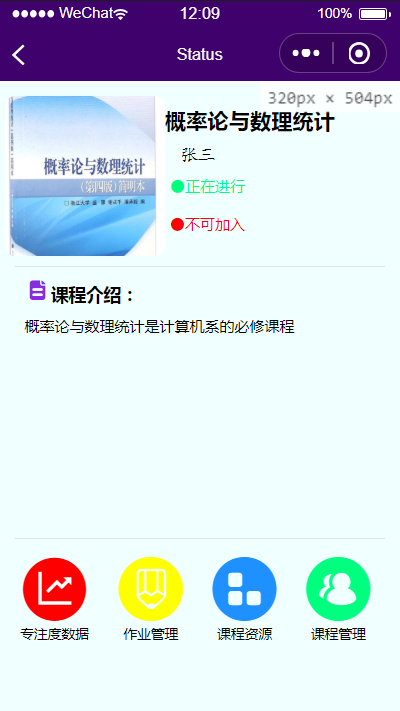 WeChat 12:09 100%
Status
320px × 504px
概率论与数理统计
概率论与数理统计
(第四版)简明本
张三
正在进行
不可加入
课程介绍：
概率论与数理统计是计算机系的必修课程
专注度数据 作业管理 课程资源 课程管理